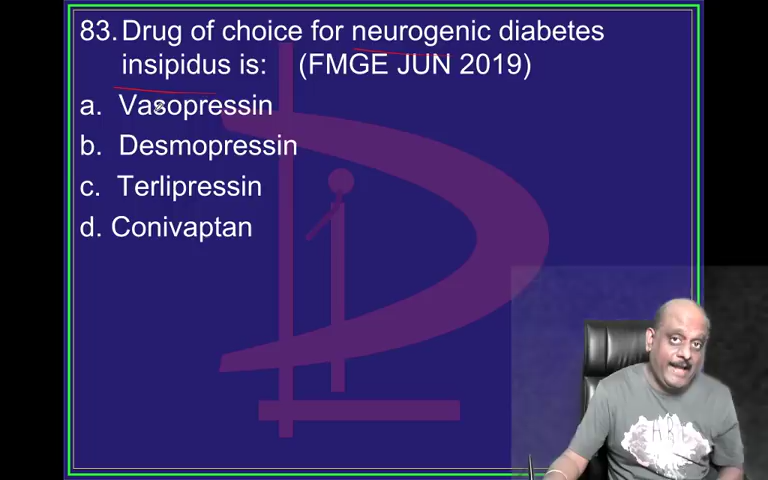 83. Drug of choice for neurogenic diabetes
insipidus is: (FMGE JUN 2019)
a. Vasopressin
b. Desmopressin
c. Terlipressin
d. Conivaptan